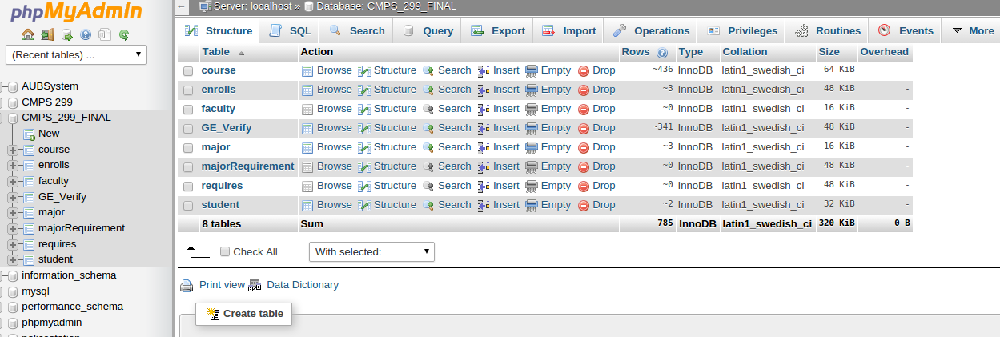 phpMyAdmin
(Recent tables) ...
AUBSystem
CMPS 299
CMPS_299_FINAL
New
course
enrolls
faculty
GE_Verify
major
majorRequirement
requires
student
information_schema
mysql
performance_schema
phpmyadmin
Server: localhost » Database: CMPS_299_FINAL
Structure SQL Search Query Export Import Operations Privileges Routines Events More
Table Action Rows Type Collation Size Overhead
course Browse Structure Search Insert Empty Drop ~436 InnoDB latin1_swedish_ci 64 KiB -
enrolls Browse Structure Search Insert Empty Drop ~3 InnoDB latin1_swedish_ci 48 KiB -
faculty Browse Structure Search Insert Empty Drop ~0 InnoDB latin1_swedish_ci 16 KiB -
GE_Verify Browse Structure Search Insert Empty Drop ~341 InnoDB latin1_swedish_ci 48 KiB -
major Browse Structure Search Insert Empty Drop ~3 InnoDB latin1_swedish_ci 16 KiB -
majorRequirement Browse Structure Search Insert Empty Drop ~0 InnoDB latin1_swedish_ci 48 KiB -
requires Browse Structure Search Insert Empty Drop ~0 InnoDB latin1_swedish_ci 48 KiB -
student Browse Structure Search Insert Empty Drop ~2 InnoDB latin1_swedish_ci 32 KiB -
8 tables Sum 785 InnoDB latin1_swedish_ci 320 KiB 0 B
Check All With selected:
Print view Data Dictionary
Create table